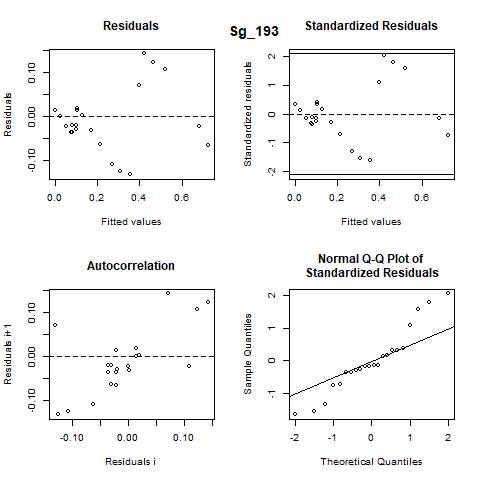 Sg_193
Residuals
Residuals
0.10
0.00
-0.10
0.0
0.2
0.4
0.6
Fitted values
Standardized Residuals
Standardized residuals
2
1
0
-1
-2
0.0
0.2
0.4
0.6
Fitted values
Autocorrelation
Residuals i+1
0.10
0.00
-0.10
-0.10
0.00
0.10
Residuals i
Normal Q-Q Plot of
Standardized Residuals
Sample Quantiles
2
1
0
-1
-2
-1
0
1
2
Theoretical Quantiles